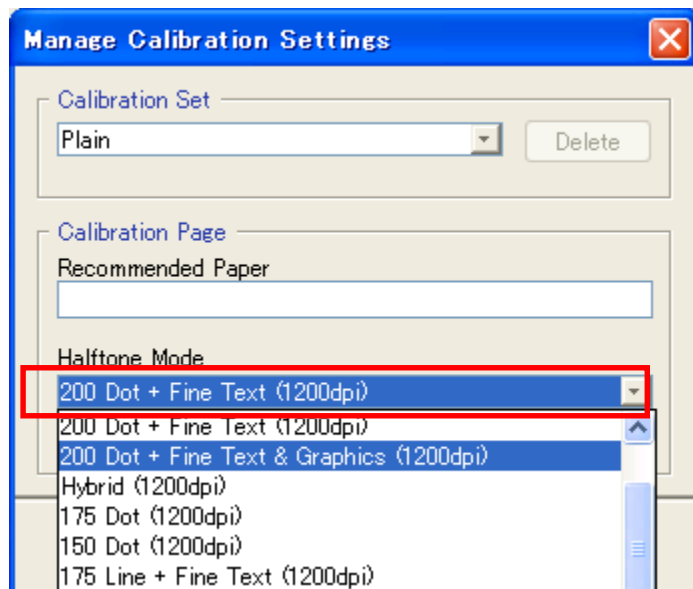 Manage Calibration Settings
Calibration Set
Plain
Delete
Calibration Page
Recommended Paper
Halftone Mode
200 Dot + Fine Text (1200dpi)
200 Dot + Fine Text (1200dpi)
200 Dot + Fine Text & Graphics (1200dpi)
Hybrid (1200dpi)
175 Dot (1200dpi)
150 Dot (1200dpi)
175 Line + Fine Text (1200dpi)